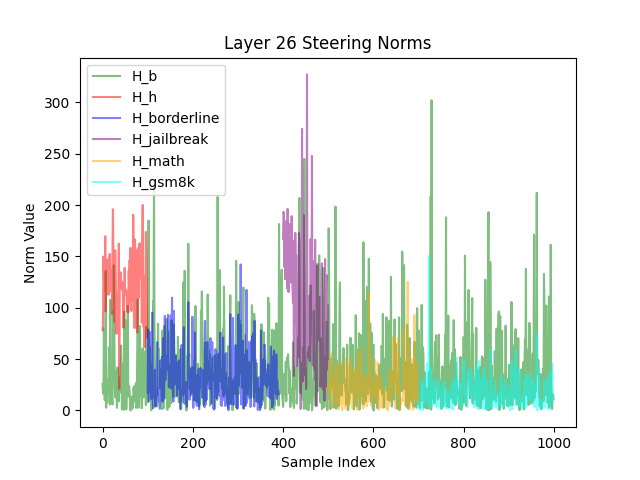 Layer 26 Steering Norms
H_b
H_h
H_borderline
H_jailbreak
H_math
H_gsm8k
Norm Value
300
250
200
150
100
50
0
0 200 400 600 800 1000
Sample Index